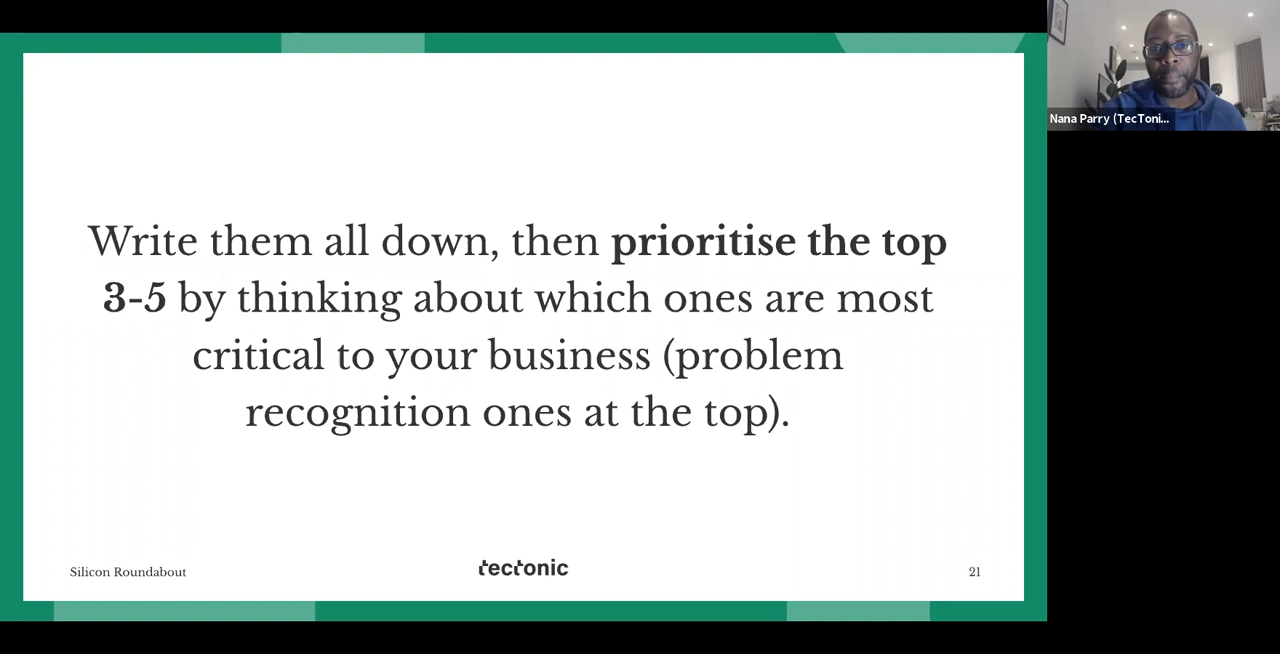 Write them all down, then prioritise the top
3-5 by thinking about which ones are most
critical to your business (problem
recognition ones at the top).
Silicon Roundabout
tectonic
21
Nana Parry (TecToni...